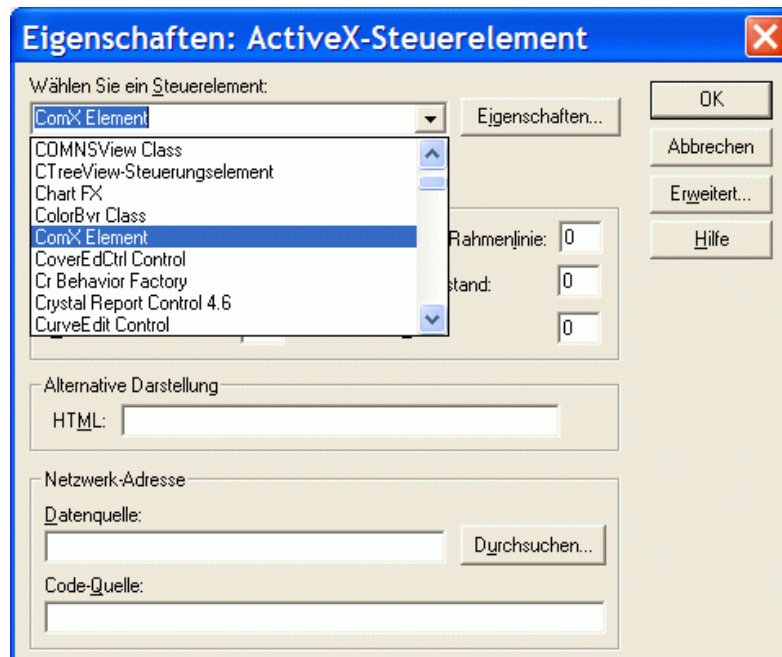 Eigenschaften: ActiveX-Steuerelement
Wählen Sie ein Steuerelement:
ComX Element
Eigenschaften...
OK
Abbrechen
Erweitert...
Hilfe
COMNSView Class
CTreeView-Steuerungselement
Chart FX
ColorBvr Class
ComX Element
CoverEdCtrl Control
Cr Behavior Factory
Crystal Report Control 4.6
CurveEdit Control
Rahmenlinie: 0
stand: 0
0
Alternative Darstellung
HTML:
Netzwerk-Adresse
Datenquelle:
Durchsuchen...
Code-Quelle: